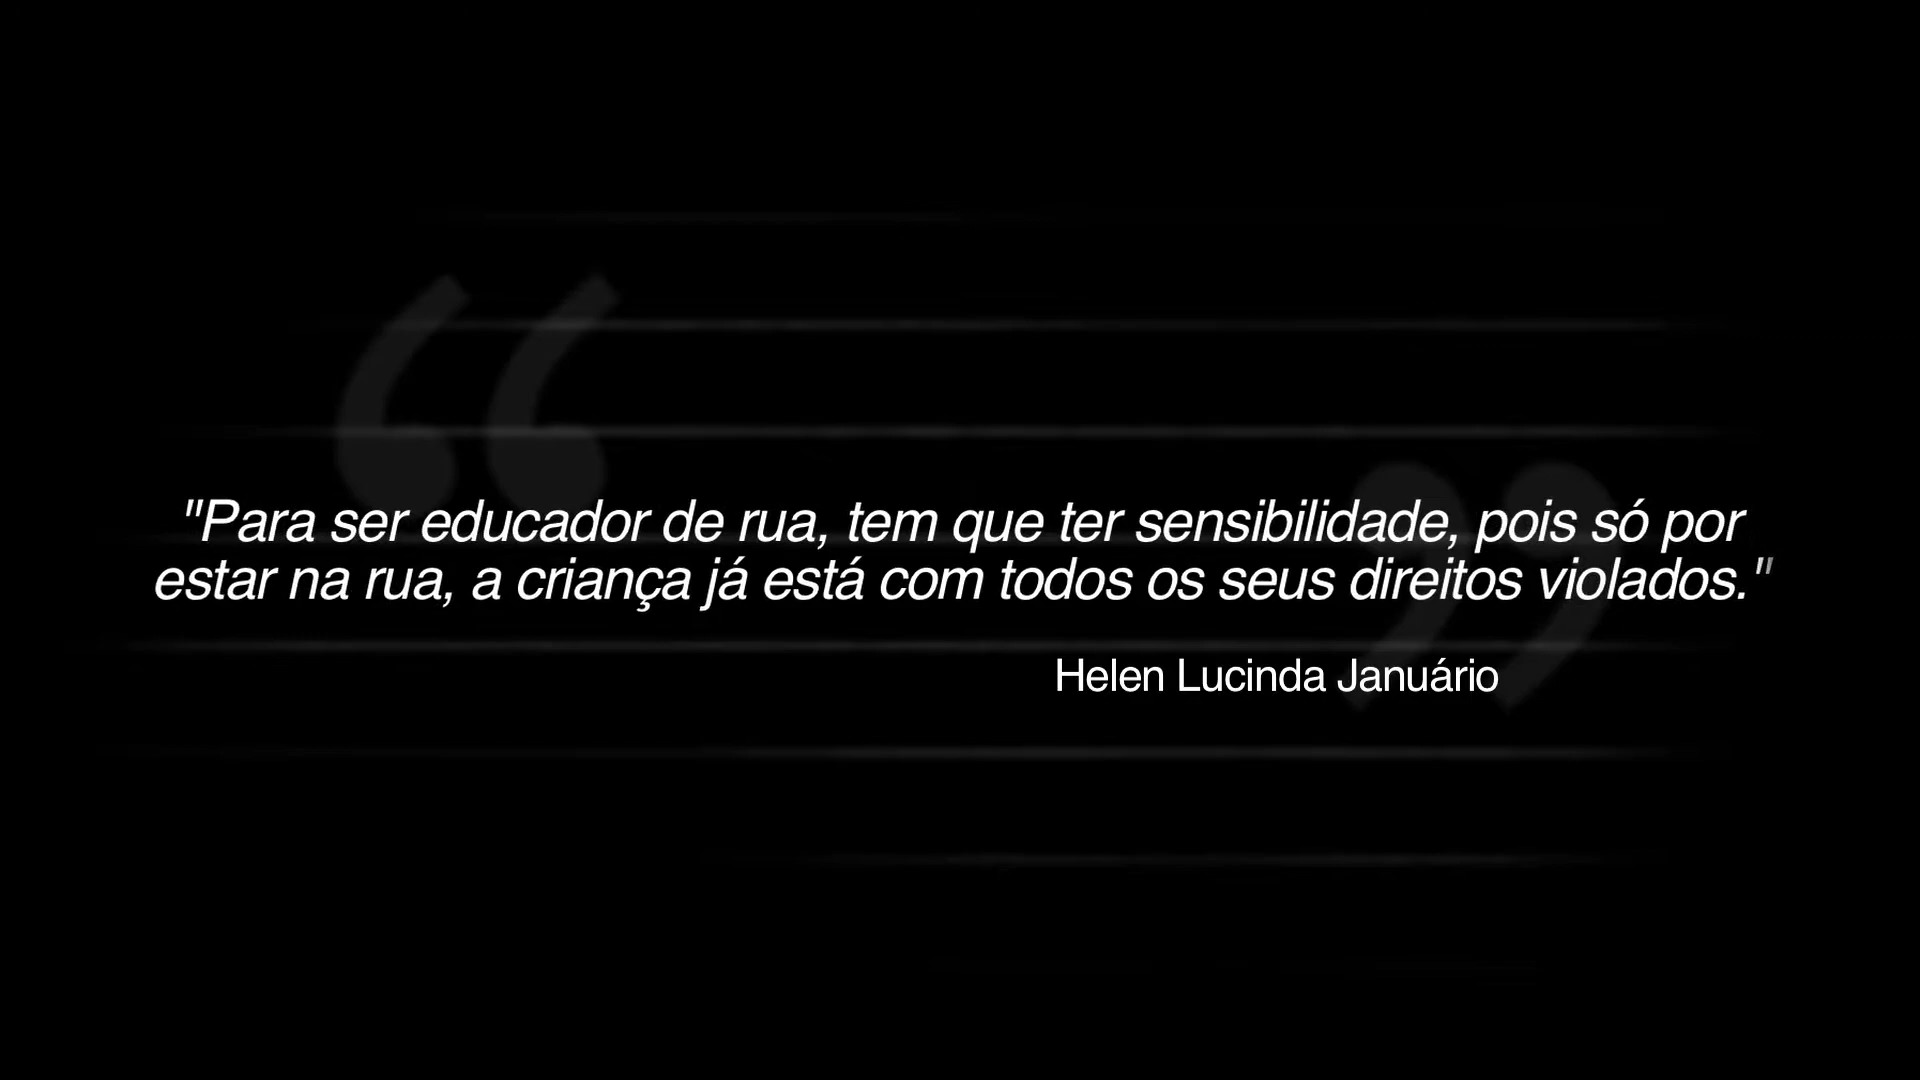 "Para ser educador de rua, tem que ter sensibilidade, pois só por
estar na rua, a criança já está com todos os seus direitos violados."
Helen Lucinda Januário